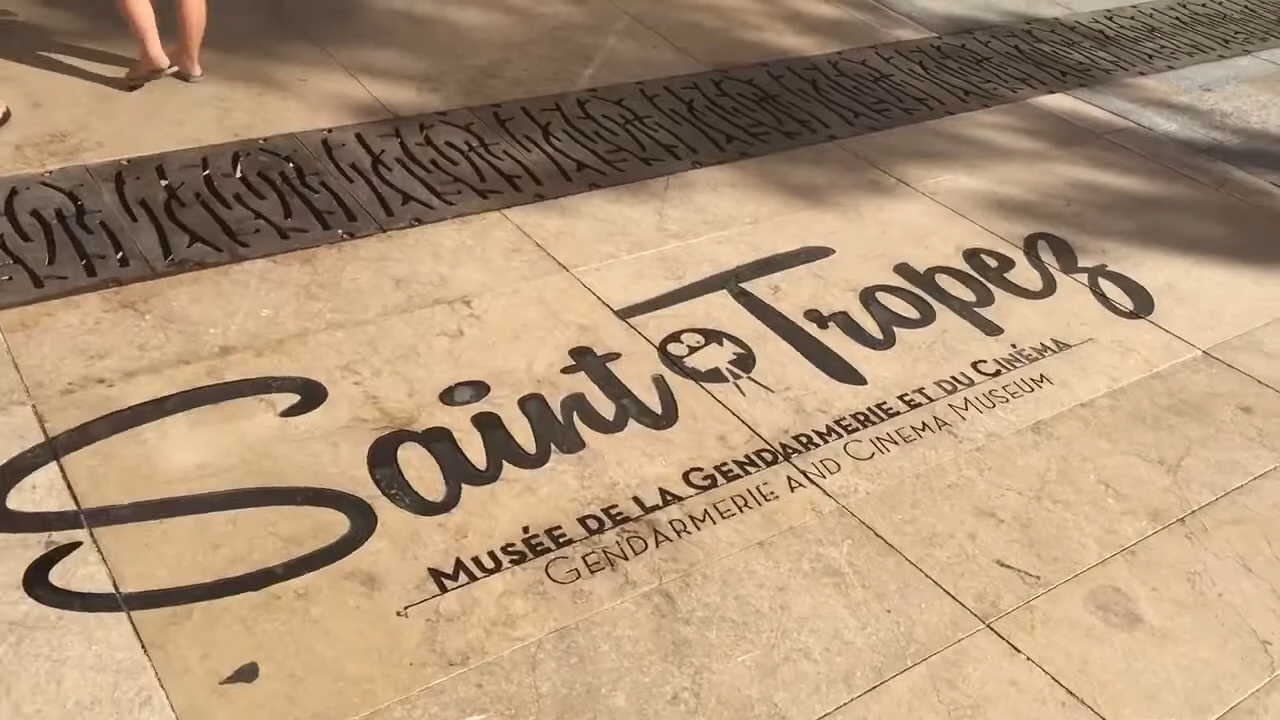 Saint Tropez
Musée de la Gendarmerie et du Cinéma
Gendarmerie and Cinema Museum